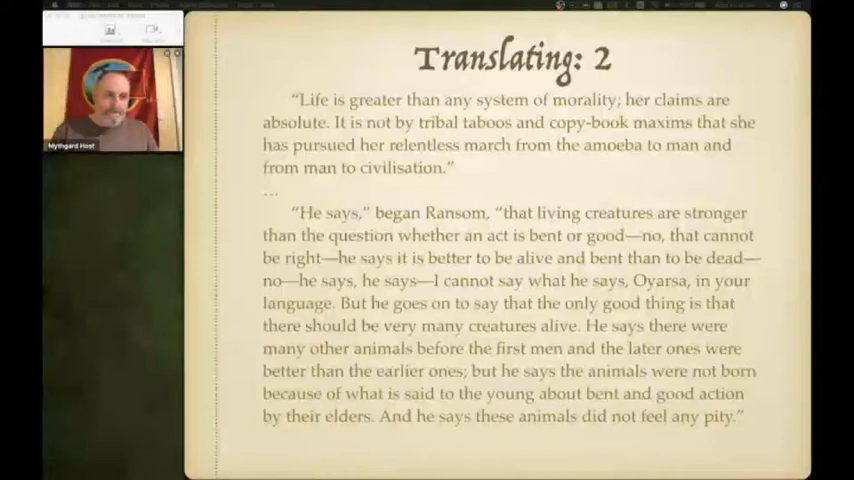 Translating: 2
"Life is greater than any system of morality; her claims are
absolute. It is not by tribal taboos and copy-book maxims that she
has pursued her relentless march from the amoeba to man and
from man to civilisation."
…
"He says," began Ransom, "that living creatures are stronger
than the question whether an act is bent or good—no, that cannot
be right—he says it is better to be alive and bent than to be dead—
no—he says, he says—I cannot say what he says, Oyarsa, in your
language. But he goes on to say that the only good thing is that
there should be very many creatures alive. He says there were
many other animals before the first men and the later ones were
better than the earlier ones; but he says the animals were not born
because of what is said to the young about bent and good action
by their elders. And he says these animals did not feel any pity."
Mythgard Host